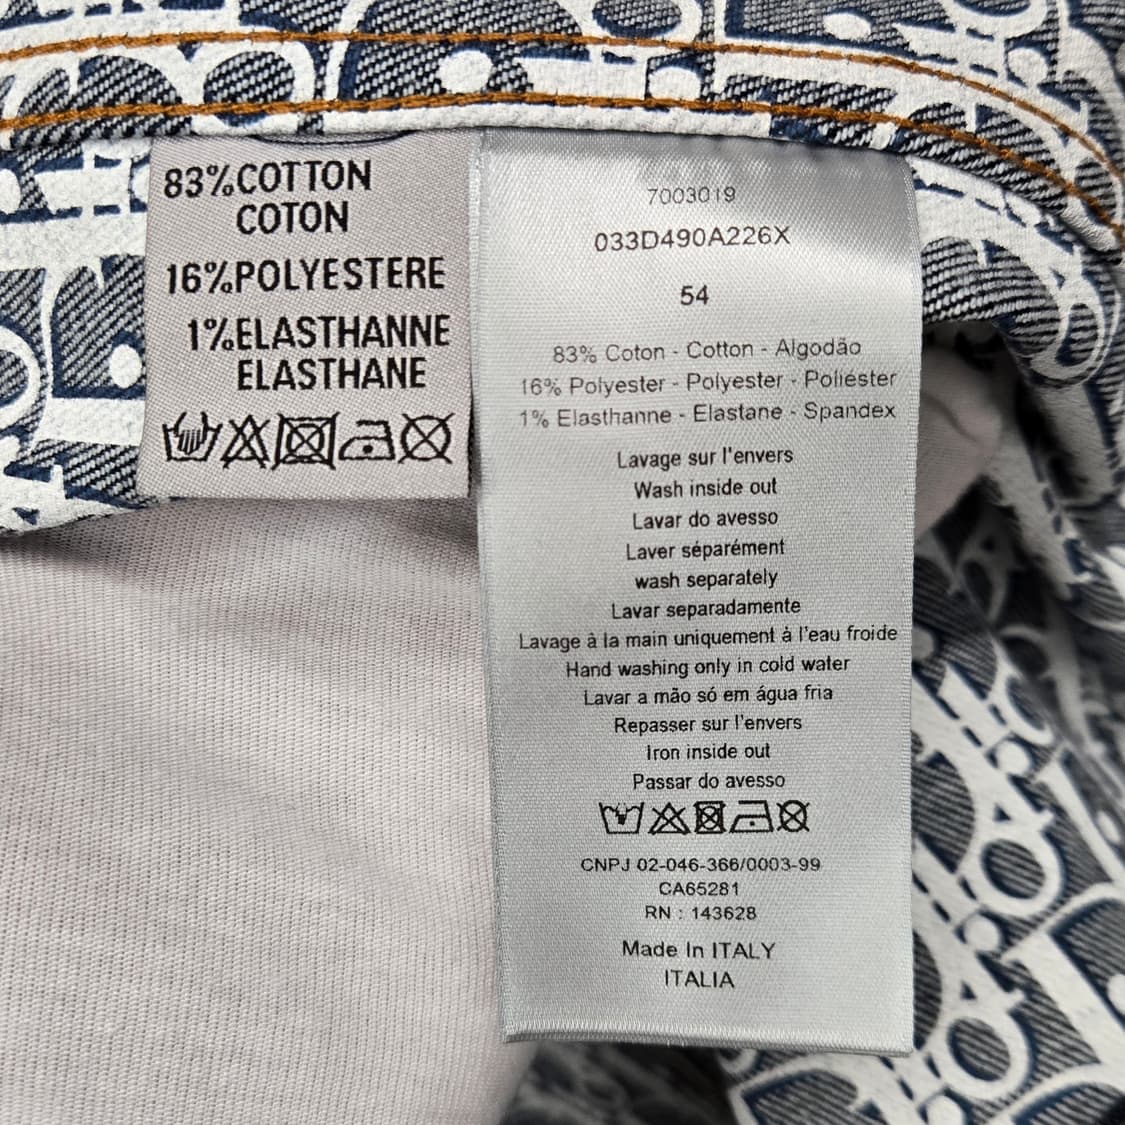 83%COTTON
COTON
16%POLYESTERE
1%ELASTHANNE
ELASTHANE
7003019
033D490A226X
54
83% Coton - Cotton - Algodão
16% Polyester - Polyester - Poliéster
1% Elasthanne - Elastane - Spandex
Lavage sur l'envers
Wash inside out
Lavar do avesso
Laver séparément
wash separately
Lavar separadamente
Lavage à la main uniquement à l'eau froide
Hand washing only in cold water
Lavar a mão só em água fria
Repasser sur l'envers
Iron inside out
Passar do avesso
CNPJ 02-046-366/0003-99
CA65281
RN : 143628
Made In ITALY
ITALIA